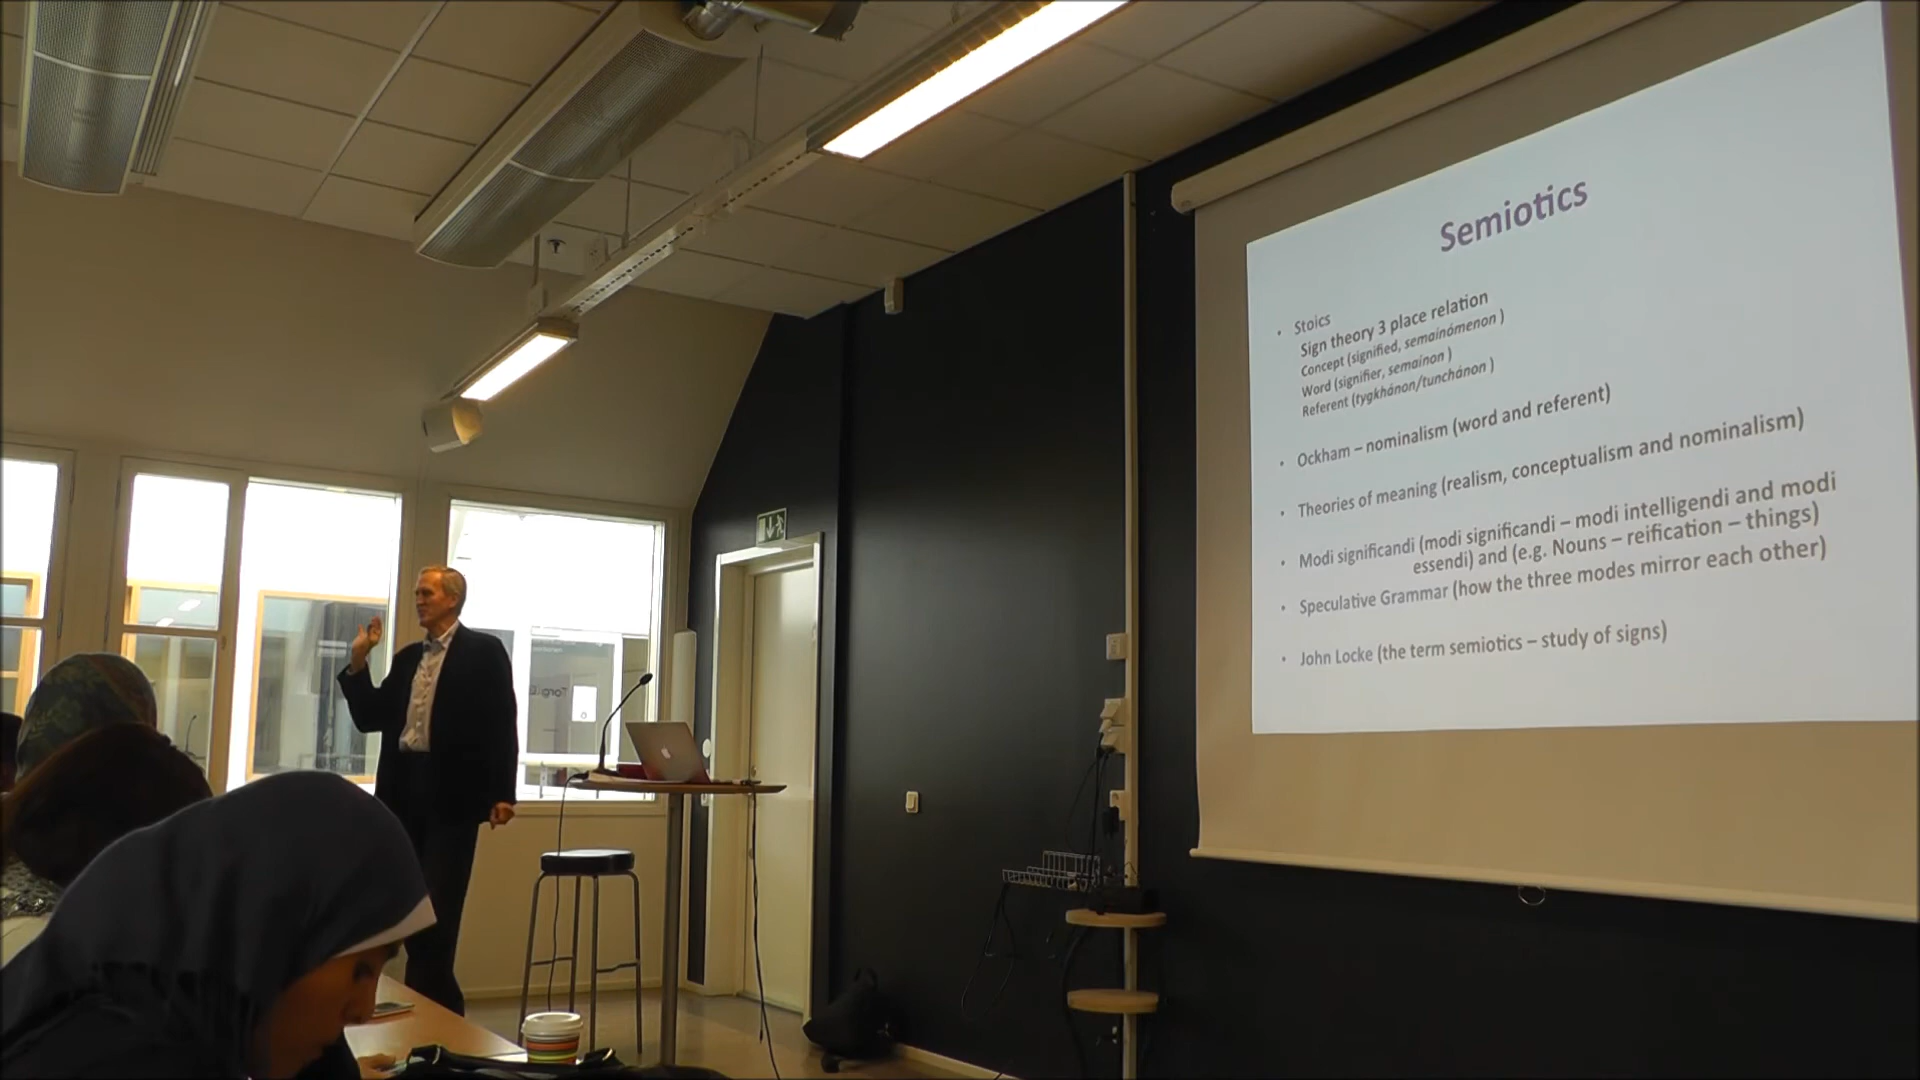 Semiotics
• Stoics
Sign theory 3 place relation
Concept (signified, semainómenon )
Word (signifier, semaínon )
Referent (tygkhánon/tunchánon )
• Ockham – nominalism (word and referent)
• Theories of meaning (realism, conceptualism and nominalism)
• Modi significandi (modi significandi – modi intelligendi and modi
essendi) and (e.g. Nouns – reification – things)
• Speculative Grammar (how the three modes mirror each other)
• John Locke (the term semiotics – study of signs)
Torg